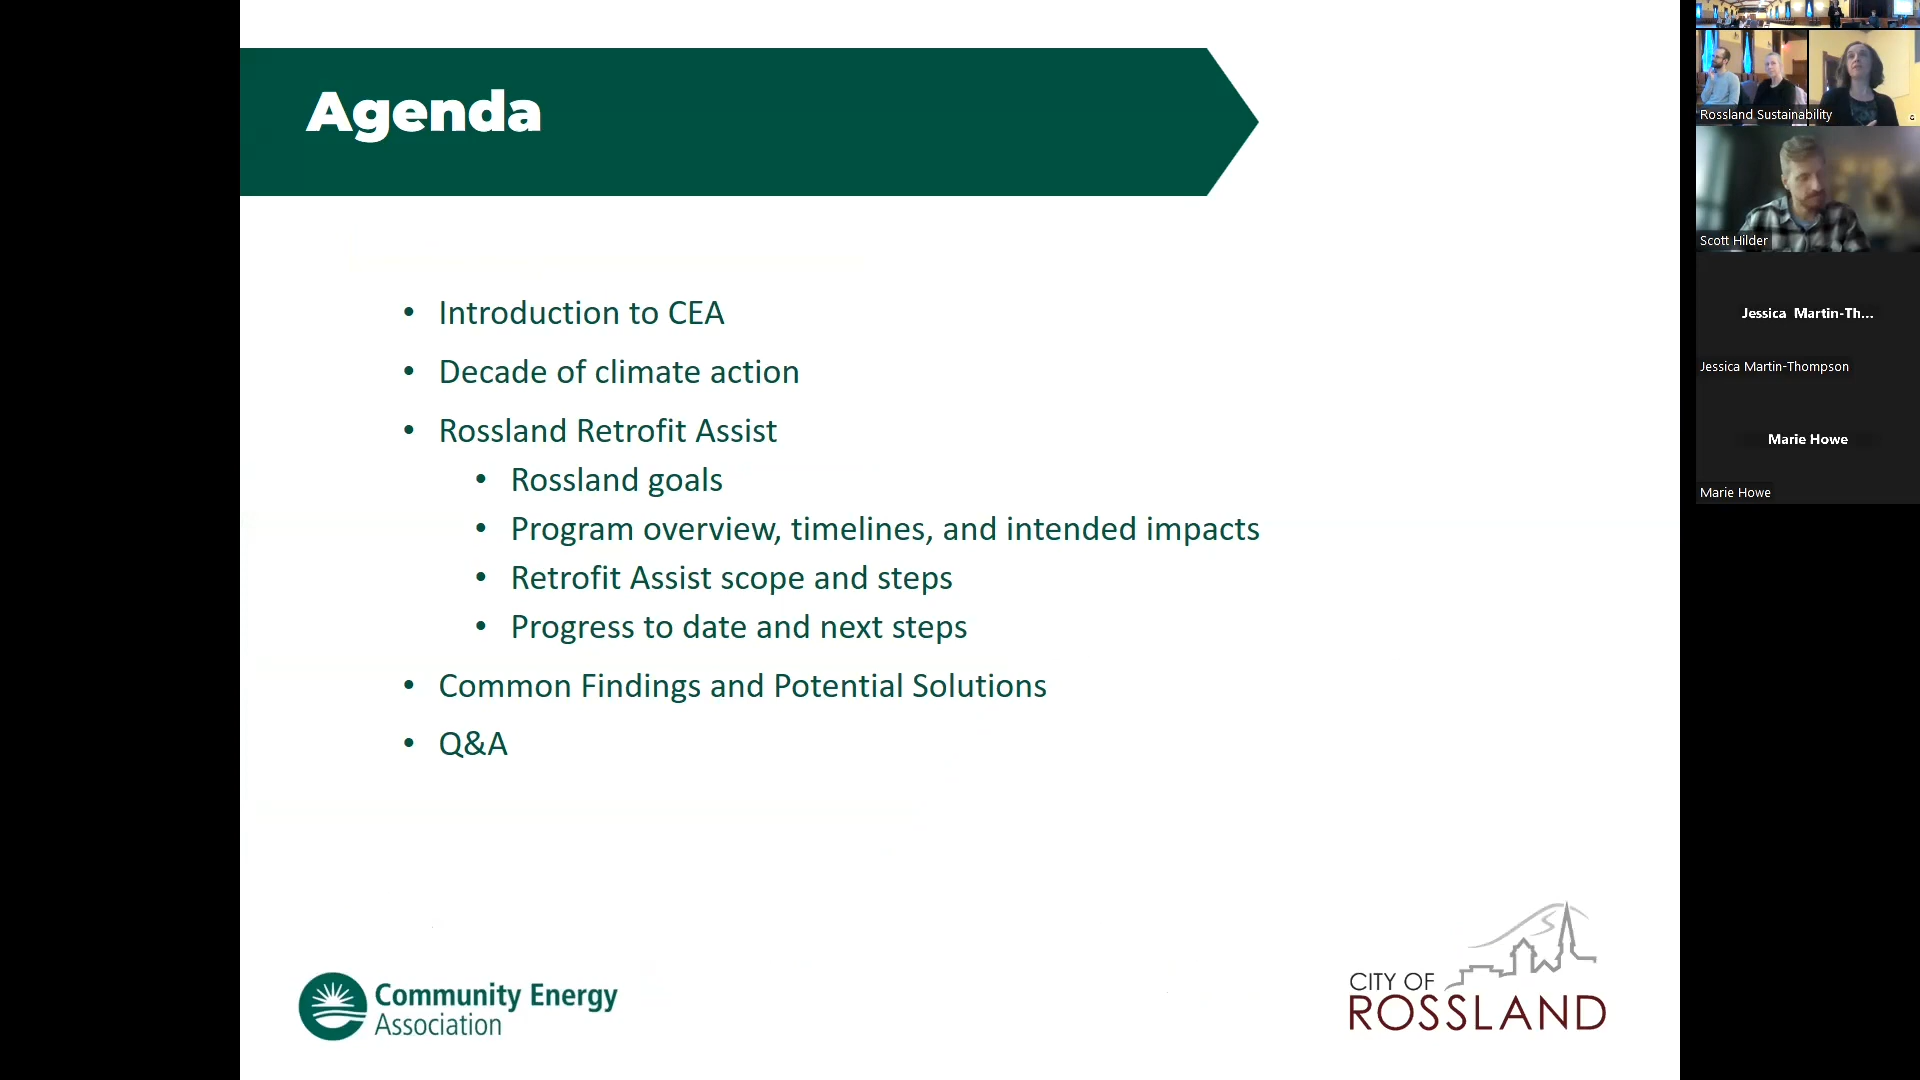 Agenda
• Introduction to CEA
• Decade of climate action
• Rossland Retrofit Assist
• Rossland goals
• Program overview, timelines, and intended impacts
• Retrofit Assist scope and steps
• Progress to date and next steps
• Common Findings and Potential Solutions
• Q&A
Community Energy
Association
CITY OF
ROSSLAND
Rossland Sustainability
Scott Hilder
Jessica Martin-Th...
Jessica Martin-Thompson
Marie Howe
Marie Howe